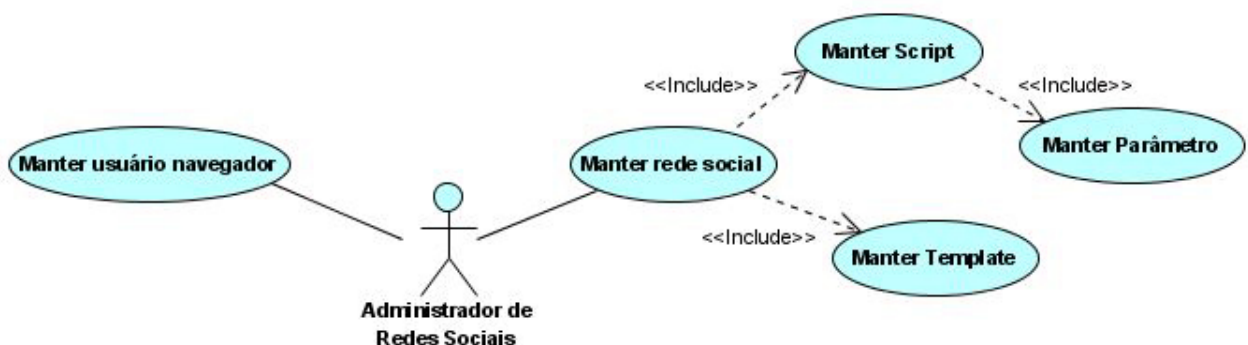 Manter Script
<<Include>>
<<Include>>
Manter usuário navegador
Manter rede social
Manter Parâmetro
<<Include>>
Manter Template
Administrador de
Redes Sociais